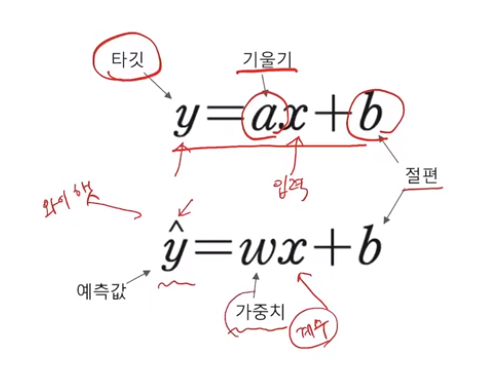 타깃 기울기
y=ax+b
입력
절편
와이 햇
ŷ=wx+b
예측값
가중치
계수